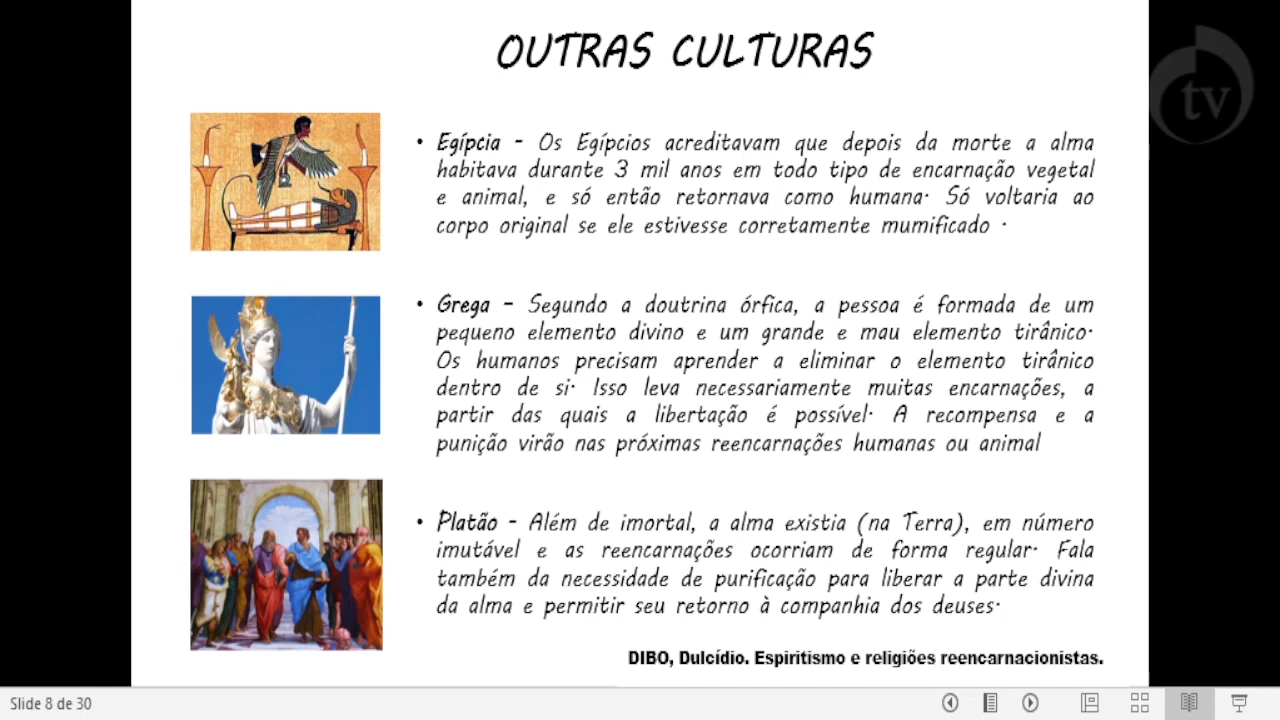 OUTRAS CULTURAS
tv
• Egípcia - Os Egípcios acreditavam que depois da morte a alma
habitava durante 3 mil anos em todo tipo de encarnação vegetal
e animal, e só então retornava como humana. Só voltaria ao
corpo original se ele estivesse corretamente mumificado .
• Grega – Segundo a doutrina órfica, a pessoa é formada de um
pequeno elemento divino e um grande e mau elemento tirânico.
Os humanos precisam aprender a eliminar o elemento tirânico
dentro de si. Isso leva necessariamente muitas encarnações, a
partir das quais a libertação é possível. A recompensa e a
punição virão nas próximas reencarnações humanas ou animal
• Platão - Além de imortal, a alma existia (na Terra), em número
imutável e as reencarnações ocorriam de forma regular. Fala
também da necessidade de purificação para liberar a parte divina
da alma e permitir seu retorno à companhia dos deuses.
DIBO, Dulcídio. Espiritismo e religiões reencarnacionistas.
Slide 8 de 30